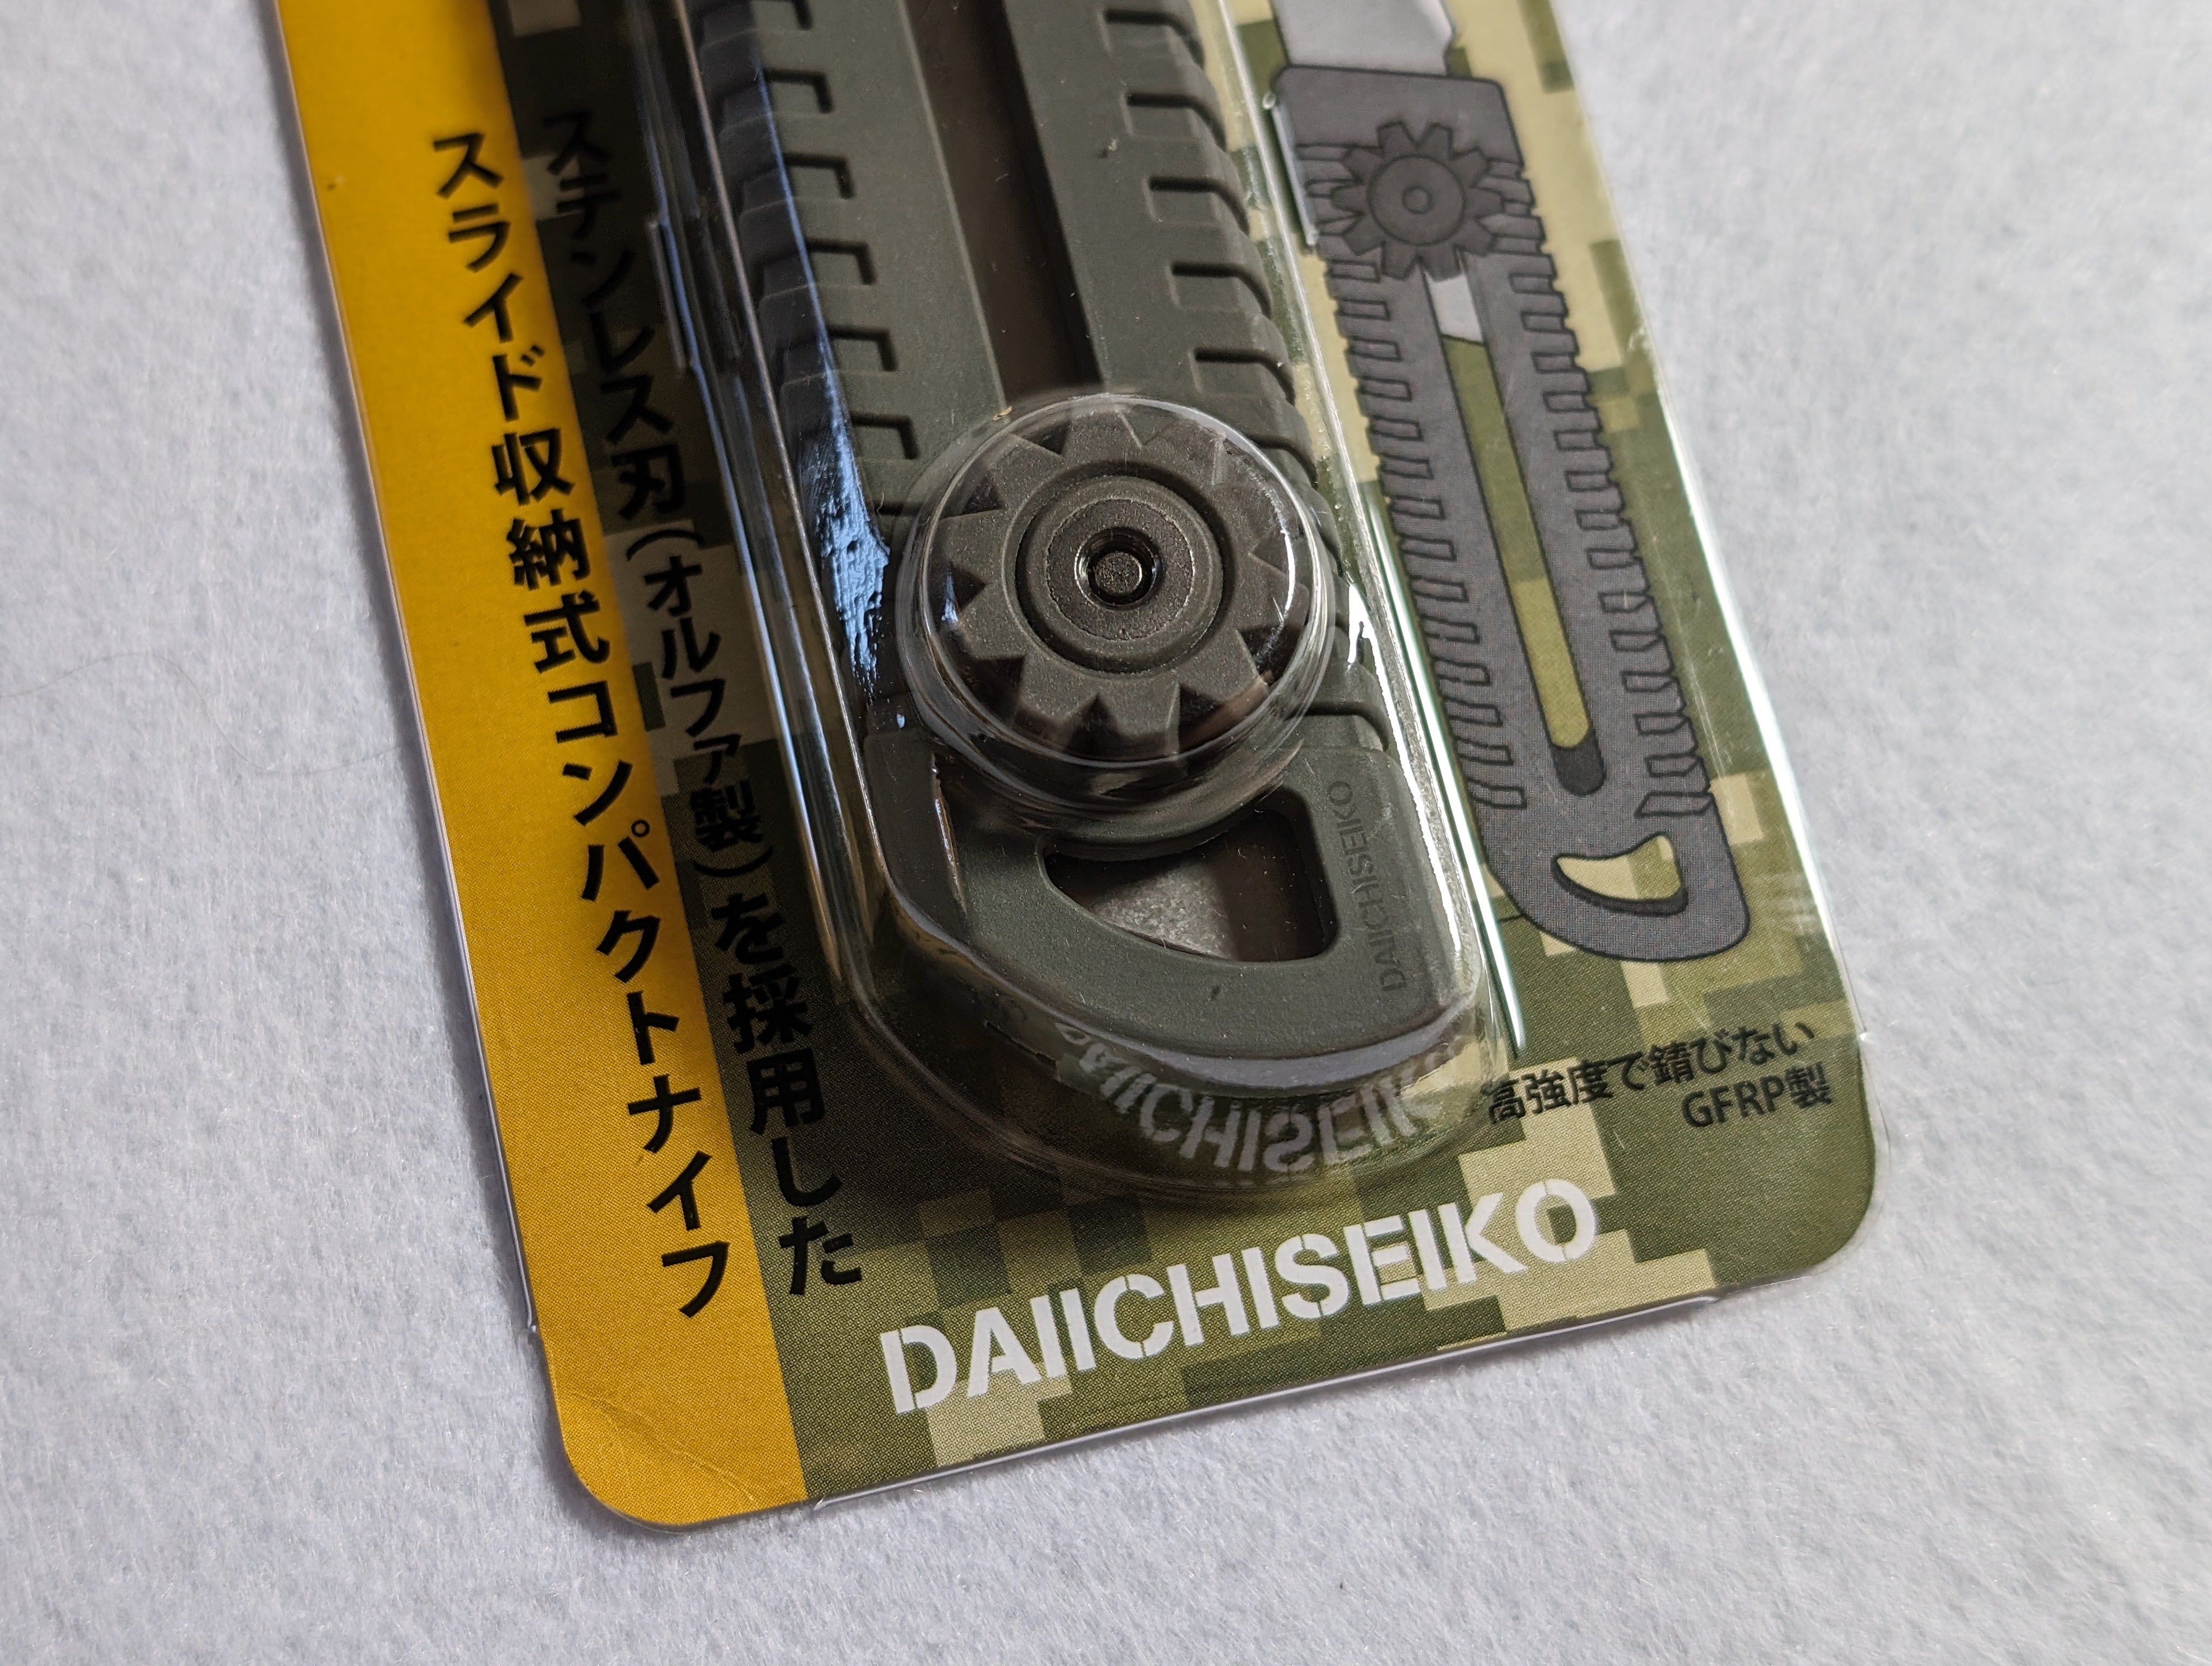 ステンレス刃(オルファ製)を採用した
スライド収納式コンパクトナイフ
DAIICHISEIKO
高強度で錆びない
GFRP製
DAIICHISEIKO